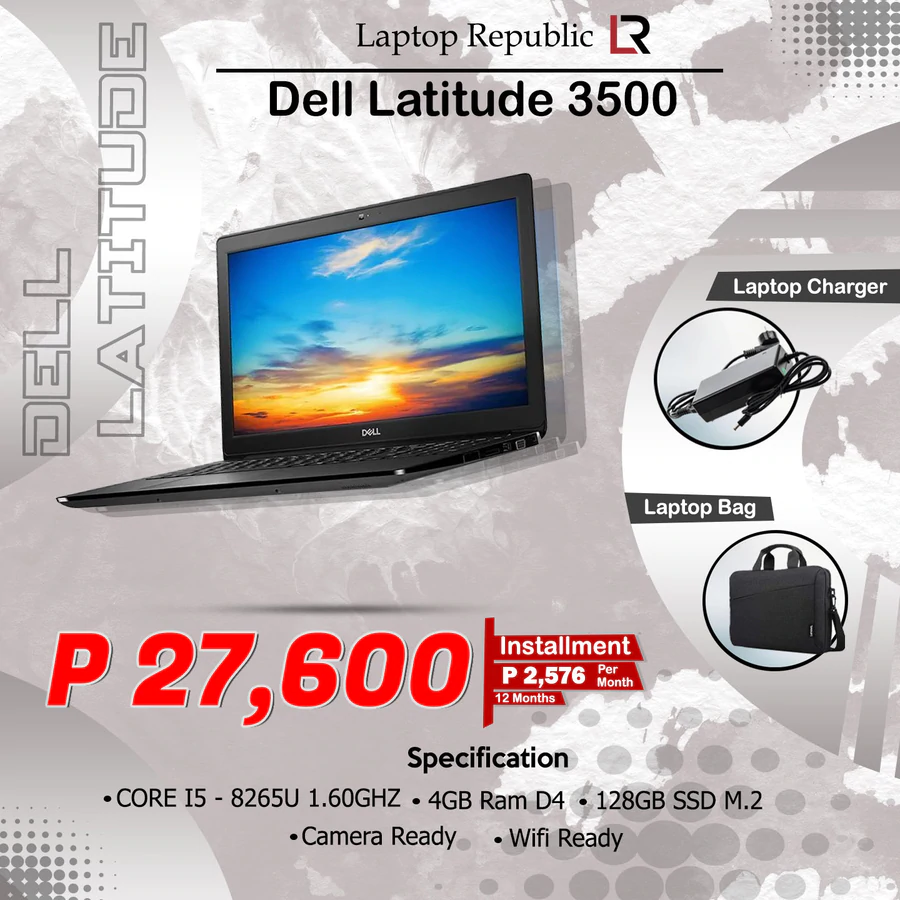 Laptop Republic LR
Dell Latitude 3500
DELL
LATITUDE
DELL
Laptop Charger
Laptop Bag
P 27,600
Installment
P 2,576 Per Month
12 Months
Specification
•CORE I5 - 8265U 1.60GHZ •4GB Ram D4 •128GB SSD M.2
•Camera Ready •Wifi Ready